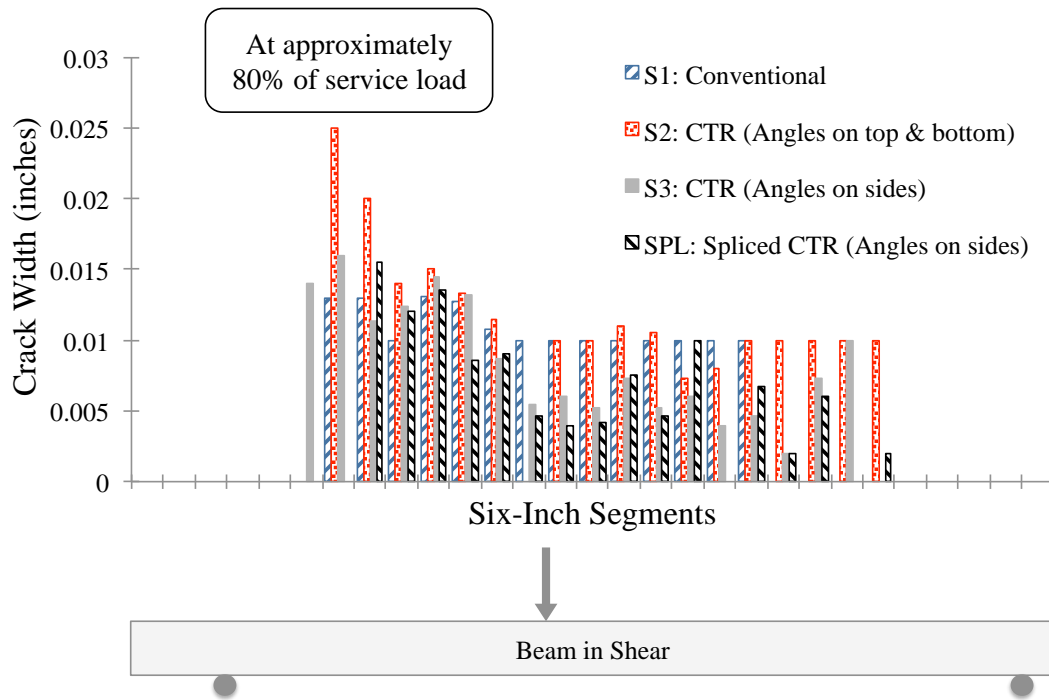 At approximately
80% of service load
0.03
0.025
0.02
0.015
0.01
0.005
0
Crack Width (inches)
S1: Conventional
S2: CTR (Angles on top & bottom)
S3: CTR (Angles on sides)
SPL: Spliced CTR (Angles on sides)
Six-Inch Segments
Beam in Shear